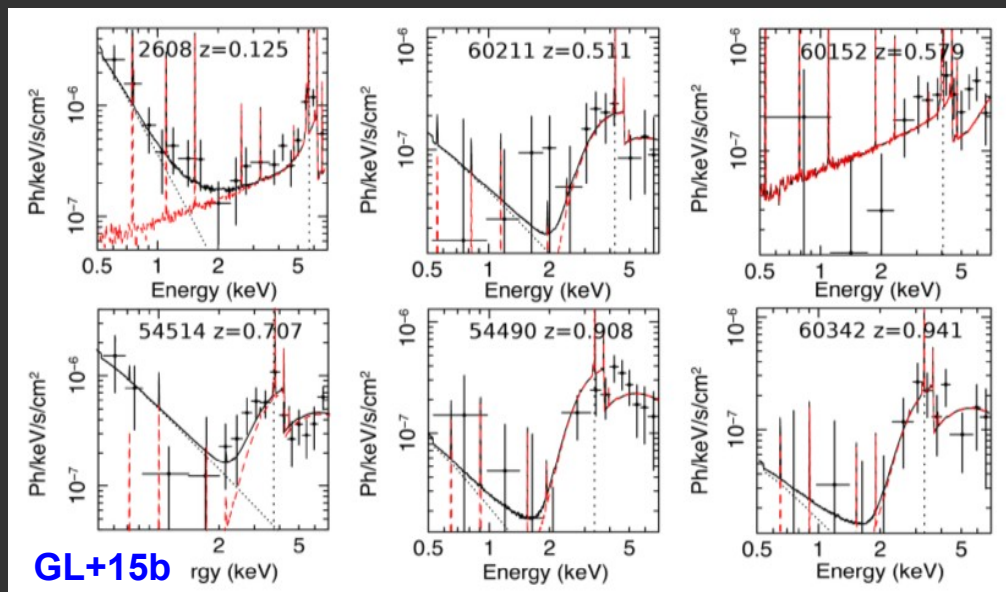 2608 z=0.125
10⁻⁶
10⁻⁷
Ph/keV/s/cm²
0.5 1 2 5
Energy (keV)
60211 z=0.511
10⁻⁶
10⁻⁷
Ph/keV/s/cm²
0.5 1 2 5
Energy (keV)
60152 z=0.579
10⁻⁶
10⁻⁷
Ph/keV/s/cm²
0.5 1 2 5
Energy (keV)
54514 z=0.707
10⁻⁶
10⁻⁷
Ph/keV/s/cm²
2 5
rgy (keV)
54490 z=0.908
10⁻⁶
10⁻⁷
Ph/keV/s/cm²
0.5 1 2 5
Energy (keV)
60342 z=0.941
10⁻⁶
10⁻⁷
Ph/keV/s/cm²
0.5 1 2 5
Energy (keV)
GL+15b